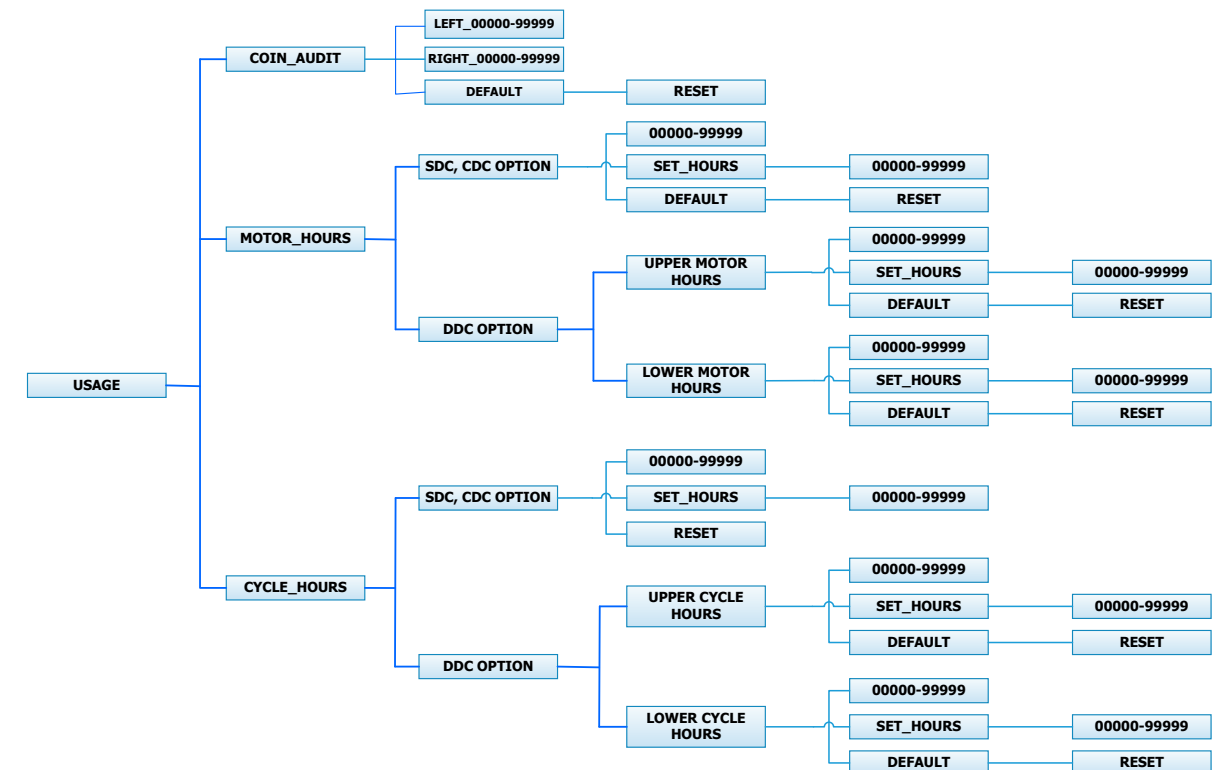 LEFT_00000-99999
COIN_AUDIT
RIGHT_00000-99999
DEFAULT
RESET
00000-99999
SDC, CDC OPTION
SET_HOURS
00000-99999
DEFAULT
RESET
MOTOR_HOURS
00000-99999
UPPER MOTOR
HOURS
SET_HOURS
00000-99999
DEFAULT
RESET
DDC OPTION
00000-99999
LOWER MOTOR
HOURS
SET_HOURS
00000-99999
DEFAULT
RESET
USAGE
00000-99999
SDC, CDC OPTION
SET_HOURS
00000-99999
RESET
CYCLE_HOURS
00000-99999
UPPER CYCLE
HOURS
SET_HOURS
00000-99999
DEFAULT
RESET
DDC OPTION
00000-99999
LOWER CYCLE
HOURS
SET_HOURS
00000-99999
DEFAULT
RESET